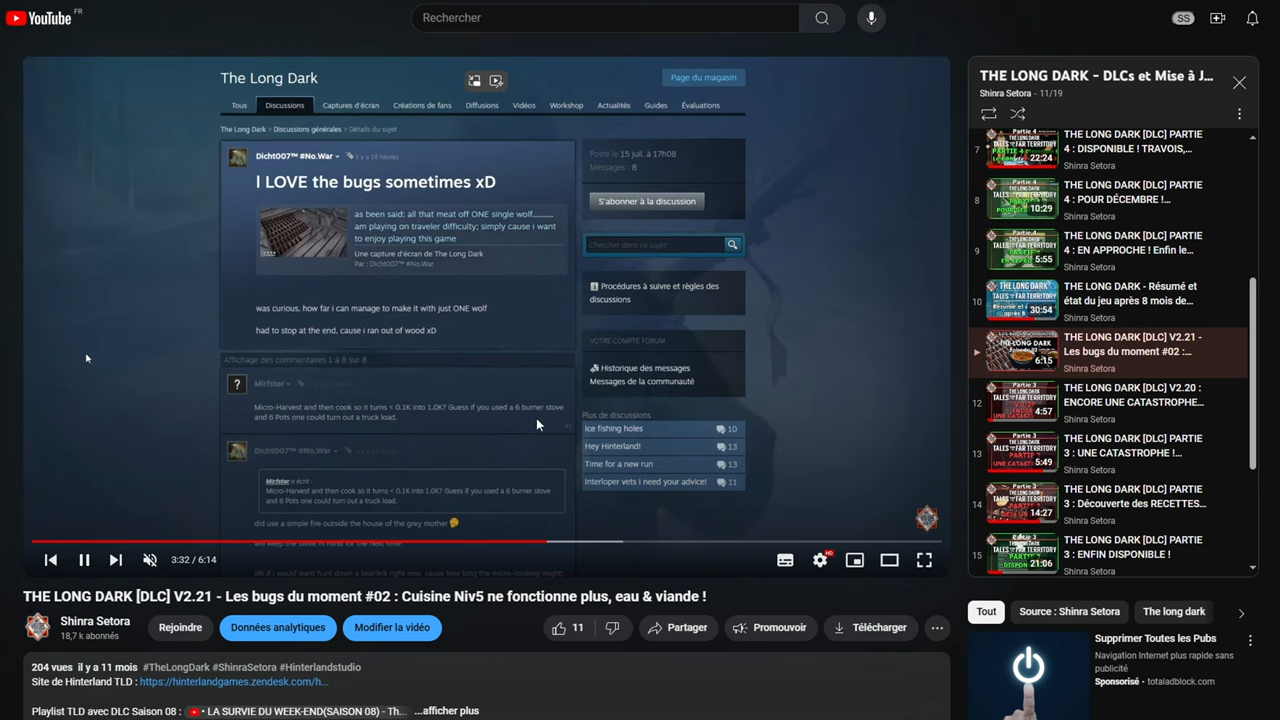 YouTube FR
Rechercher
SS
The Long Dark
Page du magasin
Tous Discussions Captures d'écran Créations de fans Diffusions Vidéos Workshop Actualités Guides Évaluations
The Long Dark > Discussions générales > Détails du sujet
Dicht007™ #No.War Il y a 18 heures
I LOVE the bugs sometimes xD
as been said: all that meat off ONE single wolf..........
am playing on traveler difficulty; simply cause i want
to enjoy playing this game
Une capture d'écran de The Long Dark
Par : Dicht007™ #No.War
was curious, how far i can manage to make it with just ONE wolf
had to stop at the end, cause i ran out of wood xD
Affichage des commentaires 1 à 8 sur 8
Mirfster
Micro-Harvest and then cook so it turns < 0.1K into 1.0K? Guess if you used a 6 burner stove
and 6 Pots one could turn out a truck load.
Dicht007™ #No.War
Mirfster a écrit :
Micro-Harvest and then cook so it turns < 0.1K into 1.0K? Guess if you used a 6 burner stove
and 6 Pots one could turn out a truck load.
did use a simple fire outside the house of the grey mother
Posté le 15 juil. à 17h08
Messages : 8
S'abonner à la discussion
Chercher dans ce sujet
Procédures à suivre et règles des
discussions
VOTRE COMPTE FORUM
Historique des messages
Messages de la communauté
Plus de discussions
Ice fishing holes 10
Hey Hinterland! 13
Time for a new run 13
Interloper vets I need your advice! 11
3:32 / 6:14
HD
THE LONG DARK [DLC] V2.21 - Les bugs du moment #02 : Cuisine Niv5 ne fonctionne plus, eau & viande !
Shinra Setora
18,7 k abonnés
Rejoindre
Données analytiques
Modifier la vidéo
11
Partager
Promouvoir
Télécharger
204 vues il y a 11 mois #TheLongDark #ShinraSetora #Hinterlandstudio
Site de Hinterland TLD : https://hinterlandgames.zendesk.com/h...
Playlist TLD avec DLC Saison 08 : • LA SURVIE DU WEEK-END(SAISON 08) - Th... ...afficher plus
THE LONG DARK - DLCs et Mise à J...
Shinra Setora - 11/19
7
22:24
THE LONG DARK [DLC] PARTIE
4 : DISPONIBLE ! TRAVOIS,...
Shinra Setora
8
10:29
THE LONG DARK [DLC] PARTIE
4 : POUR DÉCEMBRE !...
Shinra Setora
9
5:55
THE LONG DARK [DLC] PARTIE
4 : EN APPROCHE ! Enfin le...
Shinra Setora
10
30:54
THE LONG DARK - Résumé et
état du jeu après 8 mois de...
Shinra Setora
6:15
THE LONG DARK [DLC] V2.21 -
Les bugs du moment #02 :...
Shinra Setora
12
4:57
THE LONG DARK [DLC] V2.20 :
ENCORE UNE CATASTROPHE...
Shinra Setora
13
5:49
THE LONG DARK [DLC] PARTIE
3 : UNE CATASTROPHE !...
Shinra Setora
14
14:27
THE LONG DARK [DLC] PARTIE
3 : Découverte des RECETTES...
Shinra Setora
15
21:06
THE LONG DARK [DLC] PARTIE
3 : ENFIN DISPONIBLE !
Shinra Setora
Tout
Source : Shinra Setora
The long dark
Supprimer Toutes les Pubs
Navigation Internet plus rapide sans
publicité
Sponsorisé · totaladblock.com